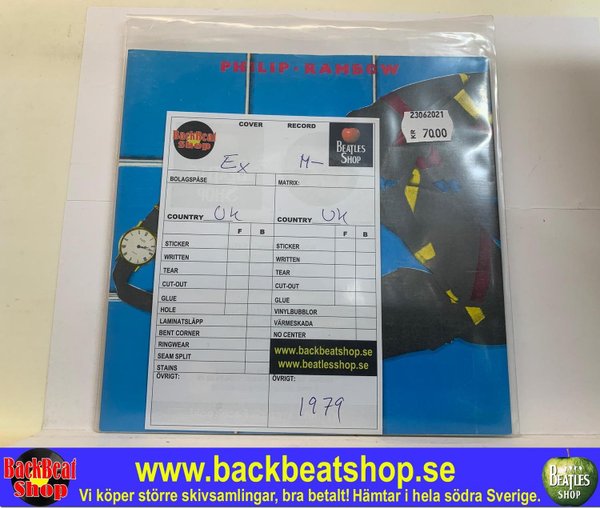 PHILIP · RAMBOW
23062021
KR 70.00
COVER RECORD
BackBeat Shop
BEATLES SHOP
Ex M-
BOLAGSPÅSE MATRIX:
COUNTRY UK COUNTRY UK
F B F B
STICKER STICKER
WRITTEN WRITTEN
TEAR TEAR
CUT-OUT CUT-OUT
GLUE GLUE
HOLE VINYLBUBBLOR
LAMINATSLÄPP VÄRMESKADA
BENT CORNER NO CENTER
RINGWEAR www.backbeatshop.se
SEAM SPLIT www.beatlesshop.se
STAINS
ÖVRIGT: ÖVRIGT:
1979
BackBeat Shop
www.backbeatshop.se
Vi köper större skivsamlingar, bra betalt! Hämtar i hela södra Sverige.
BEATLES SHOP